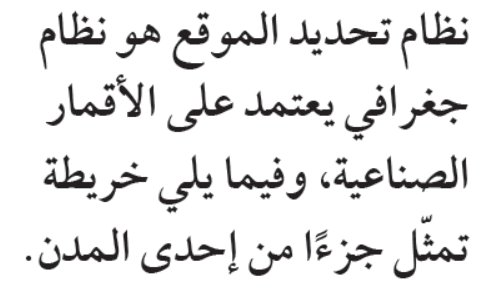 نظام تحديد الموقع هو نظام
جغرافي يعتمد على الأقمار
الصناعية، وفيما يلي خريطة
تمثّل جزءًا من إحدى المدن.